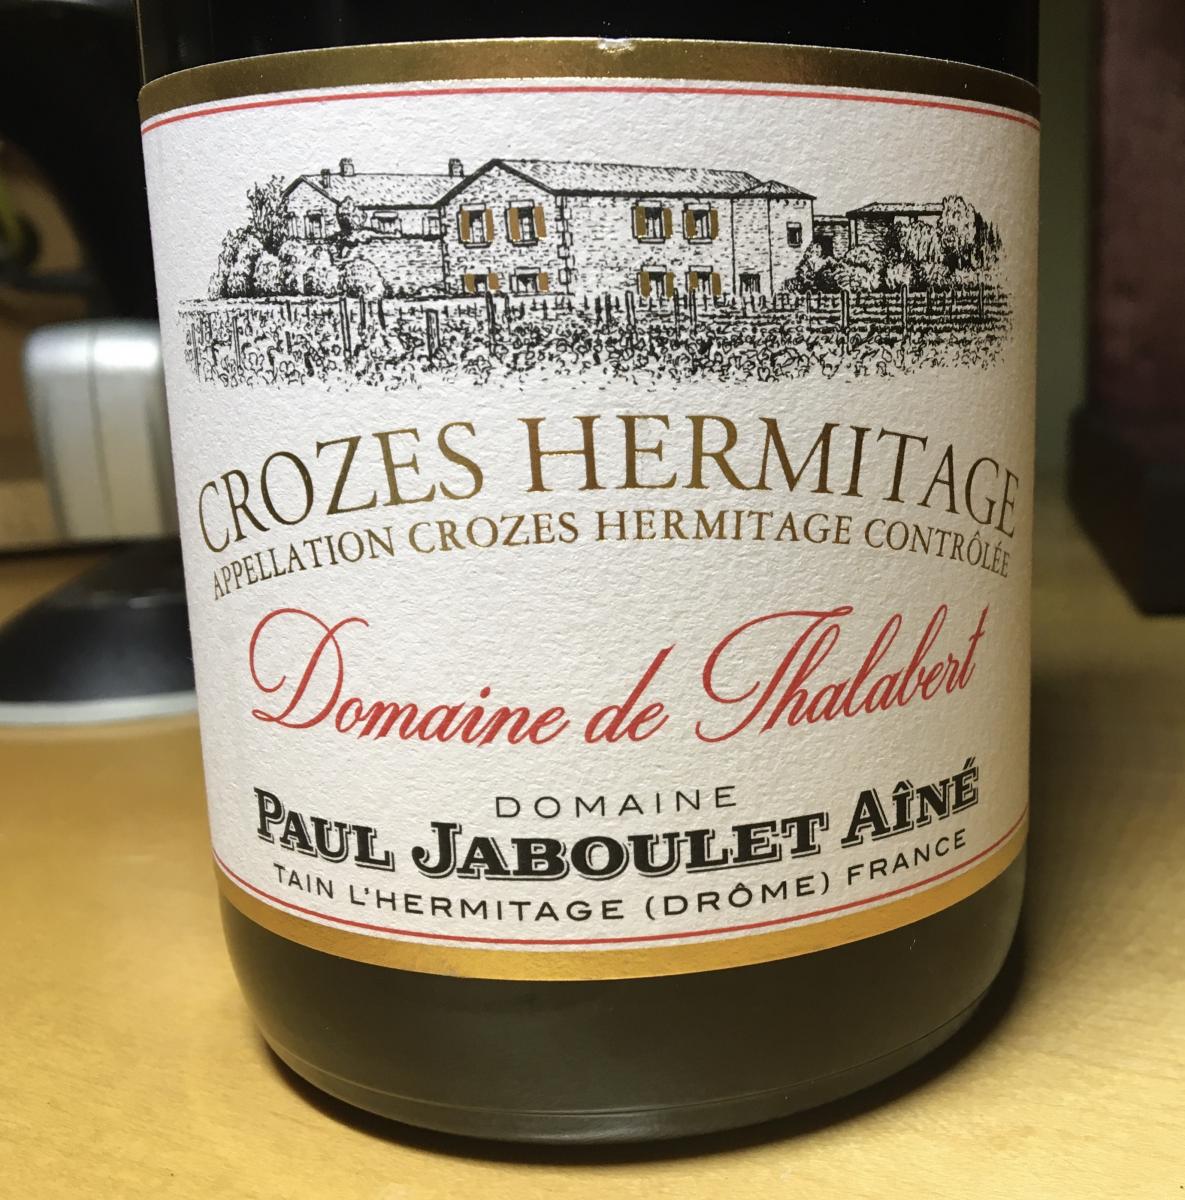 CROZES HERMITAGE
APPELLATION CROZES HERMITAGE CONTRÔLÉE
Domaine de Thalabert
DOMAINE
PAUL JABOULET AÎNÉ
TAIN L'HERMITAGE (DRÔME) FRANCE